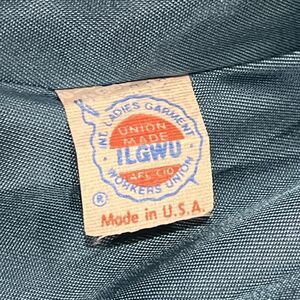 INT. LADIES GARMENT
UNION
MADE
ILGWU
AFL-CIO
WORKERS UNION
®
Made in U.S.A.